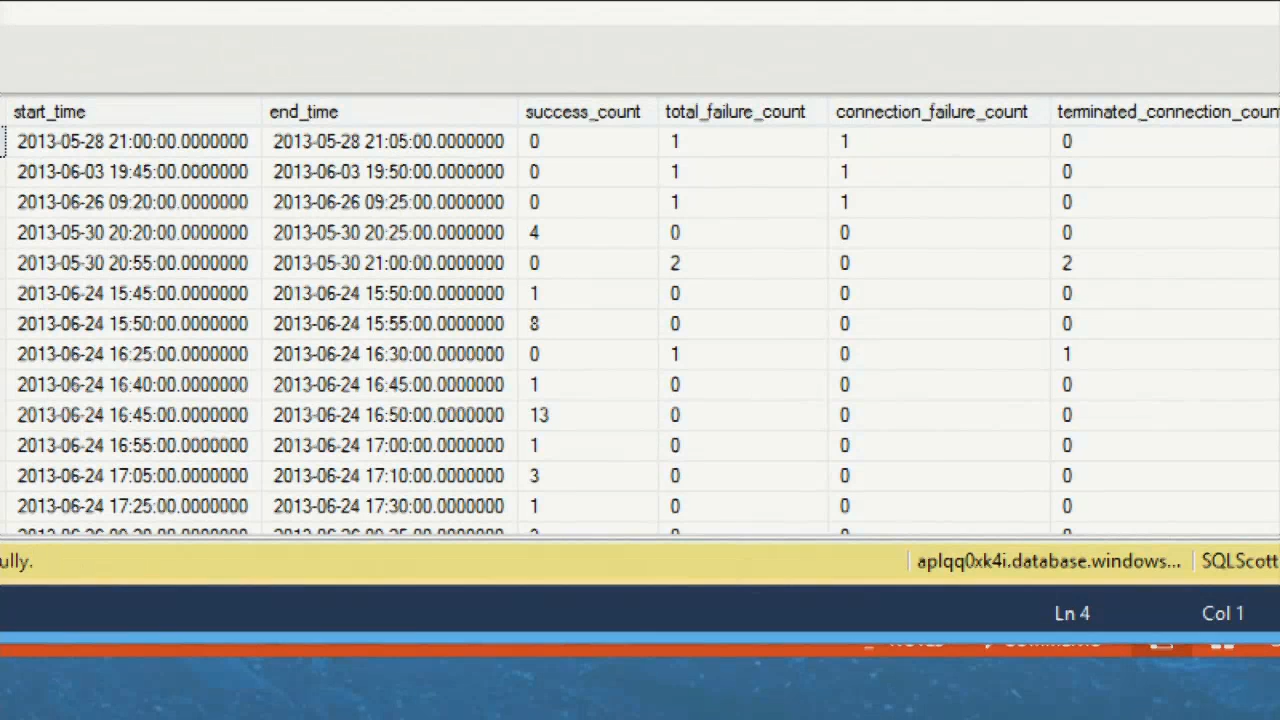 start_time end_time success_count total_failure_count connection_failure_count terminated_connection_count
2013-05-28 21:00:00.0000000 2013-05-28 21:05:00.0000000 0 1 1 0
2013-06-03 19:45:00.0000000 2013-06-03 19:50:00.0000000 0 1 1 0
2013-06-26 09:20:00.0000000 2013-06-26 09:25:00.0000000 0 1 1 0
2013-05-30 20:20:00.0000000 2013-05-30 20:25:00.0000000 4 0 0 0
2013-05-30 20:55:00.0000000 2013-05-30 21:00:00.0000000 0 2 0 2
2013-06-24 15:45:00.0000000 2013-06-24 15:50:00.0000000 1 0 0 0
2013-06-24 15:50:00.0000000 2013-06-24 15:55:00.0000000 8 0 0 0
2013-06-24 16:25:00.0000000 2013-06-24 16:30:00.0000000 0 1 0 1
2013-06-24 16:40:00.0000000 2013-06-24 16:45:00.0000000 1 0 0 0
2013-06-24 16:45:00.0000000 2013-06-24 16:50:00.0000000 13 0 0 0
2013-06-24 16:55:00.0000000 2013-06-24 17:00:00.0000000 1 0 0 0
2013-06-24 17:05:00.0000000 2013-06-24 17:10:00.0000000 3 0 0 0
2013-06-24 17:25:00.0000000 2013-06-24 17:30:00.0000000 1 0 0 0
ully. aplqq0xk4i.database.windows... SQLScott
Ln 4 Col 1